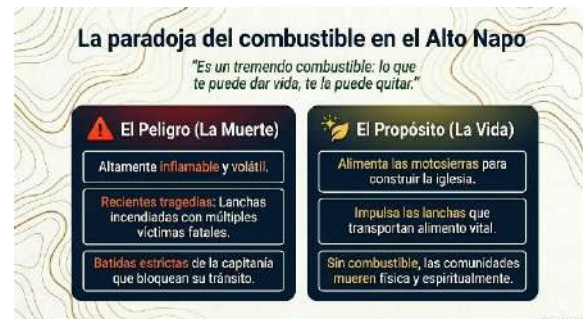 La paradoja del combustible en el Alto Napo
"Es un tremendo combustible: lo que
te puede dar vida, te la puede quitar."
El Peligro (La Muerte)
Altamente inflamable y volátil.
Recientes tragedias: Lanchas
incendiadas con múltiples
víctimas fatales.
Batidas estrictas de la capitanía
que bloquean su tránsito.
El Propósito (La Vida)
Alimenta las motosierras para
construir la iglesia.
Impulsa las lanchas que
transportan alimento vital.
Sin combustible, las comunidades
mueren física y espiritualmente.